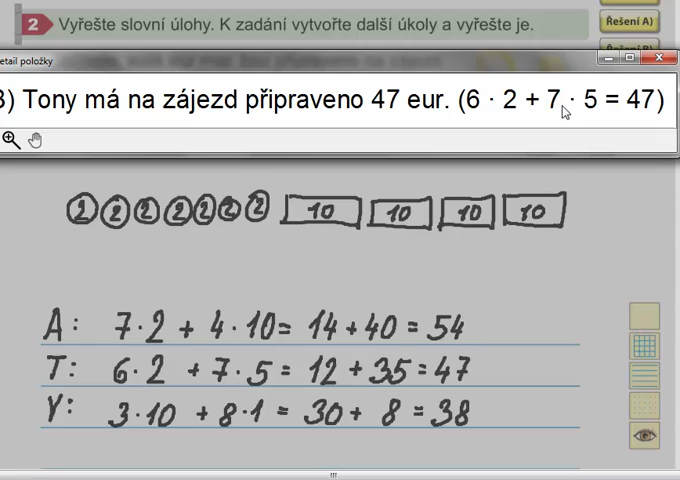 2 Vyřešte slovní úlohy. K zadání vytvořte další úkoly a vyřešte je.
Řešení A)
etail položky
3) Tony má na zájezd připraveno 47 eur. (6 · 2 + 7 · 5 = 47)
2 2 2 2 2 2 2 10 10 10 10
A: 7·2 + 4·10 = 14+40 = 54
T: 6·2 + 7·5 = 12+35=47
V: 3·10 + 8·1 = 30+ 8 = 38